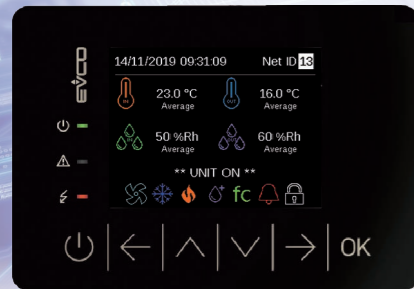 EVCO
14/11/2019 09:31:09 Net ID 13
IN 23.0 °C OUT 16.0 °C
Average Average
50 %Rh 60 %Rh
Average Average
** UNIT ON **
fc
OK